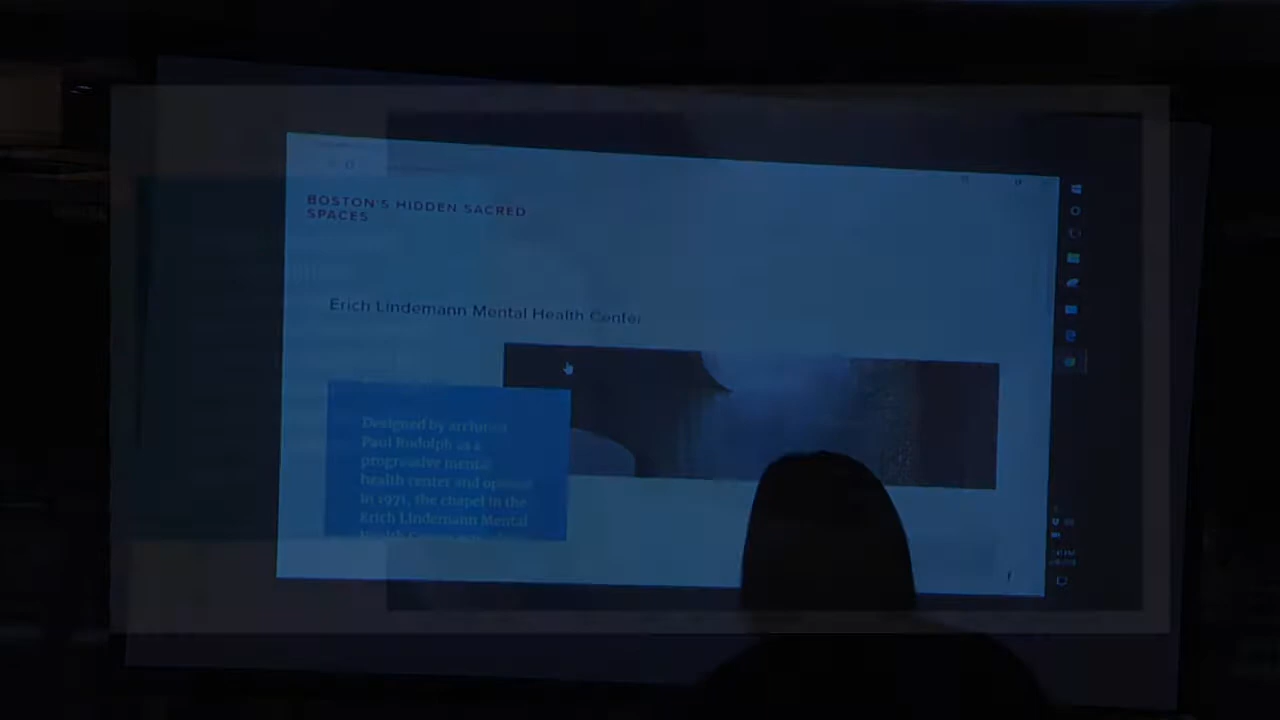 BOSTON'S HIDDEN SACRED
SPACES
Erich Lindemann Mental Health Center
Designed by architect
Paul Rudolph as a
progressive mental
health center and opened
in 1971, the chapel in the
Erich Lindemann Mental